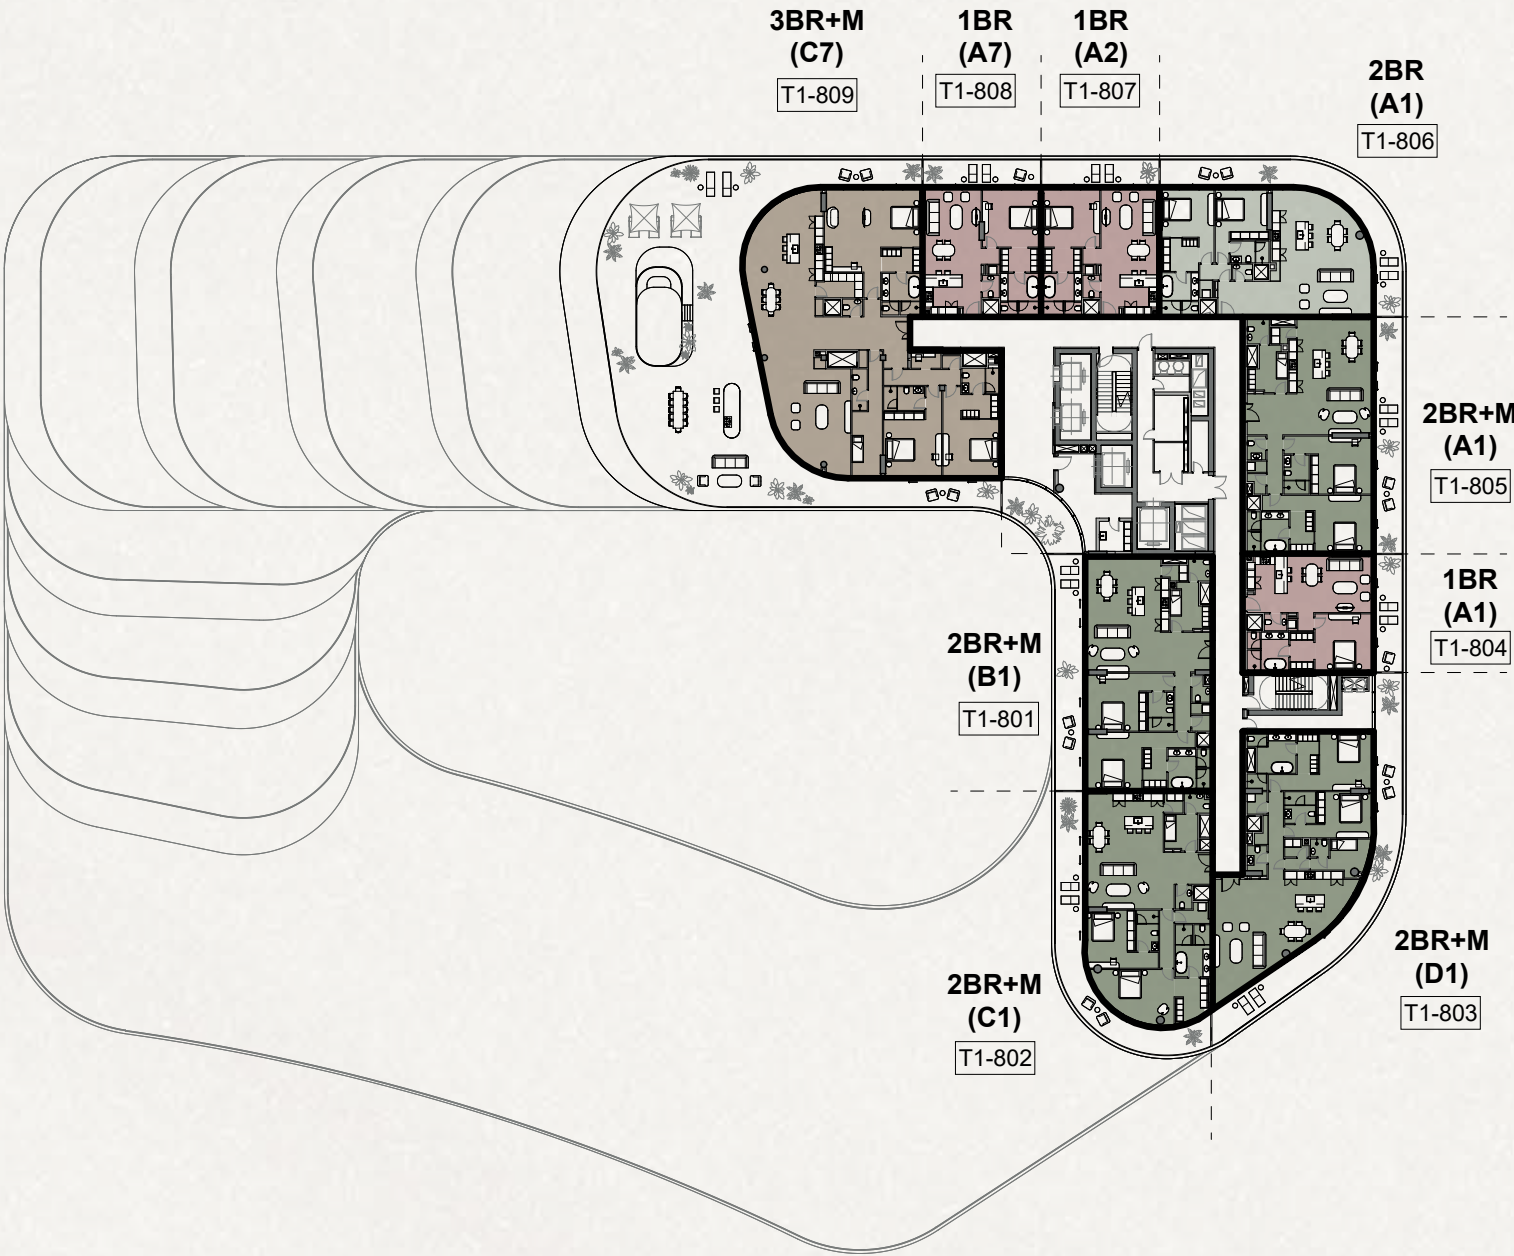 3BR+M
(C7)
T1-809
1BR
(A7)
T1-808
1BR
(A2)
T1-807
2BR
(A1)
T1-806
2BR+M
(A1)
T1-805
1BR
(A1)
T1-804
2BR+M
(B1)
T1-801
2BR+M
(D1)
T1-803
2BR+M
(C1)
T1-802